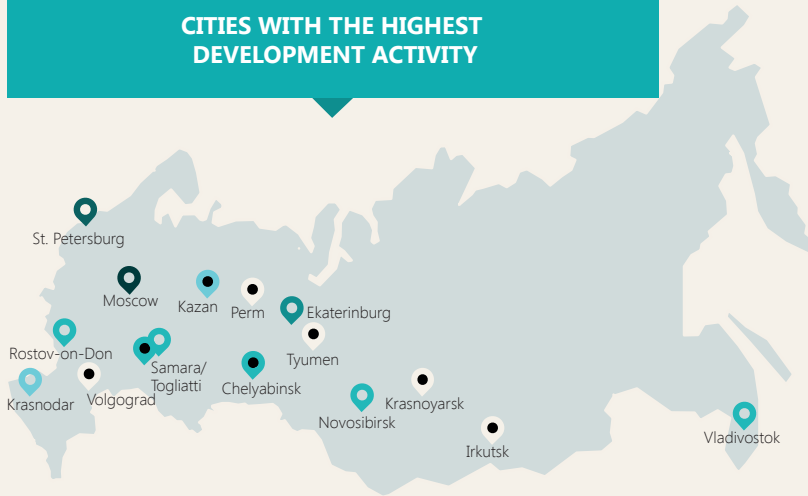 CITIES WITH THE HIGHEST
DEVELOPMENT ACTIVITY
St. Petersburg
Moscow
Kazan
Perm
Ekaterinburg
Rostov-on-Don
Samara/
Togliatti
Tyumen
Chelyabinsk
Krasnodar
Volgograd
Novosibirsk
Krasnoyarsk
Irkutsk
Vladivostok